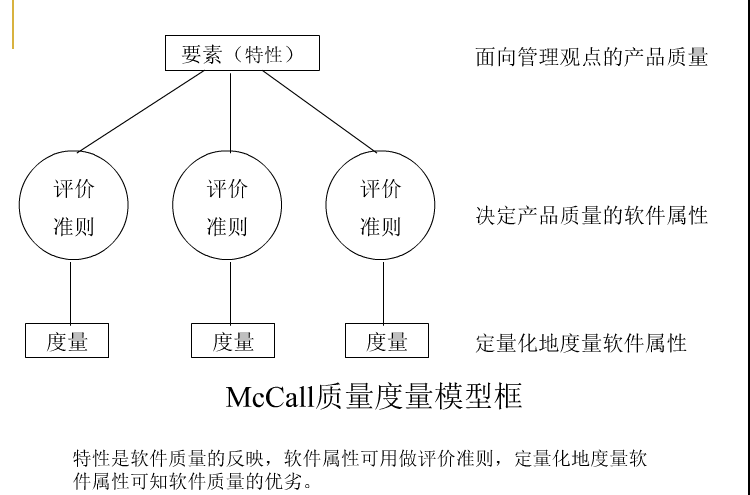 要素（特性）
面向管理观点的产品质量
评价
准则
评价
准则
评价
准则
决定产品质量的软件属性
度量
度量
度量
定量化地度量软件属性
McCall质量度量模型框
特性是软件质量的反映，软件属性可用做评价准则，定量化地度量软
件属性可知软件质量的优劣。